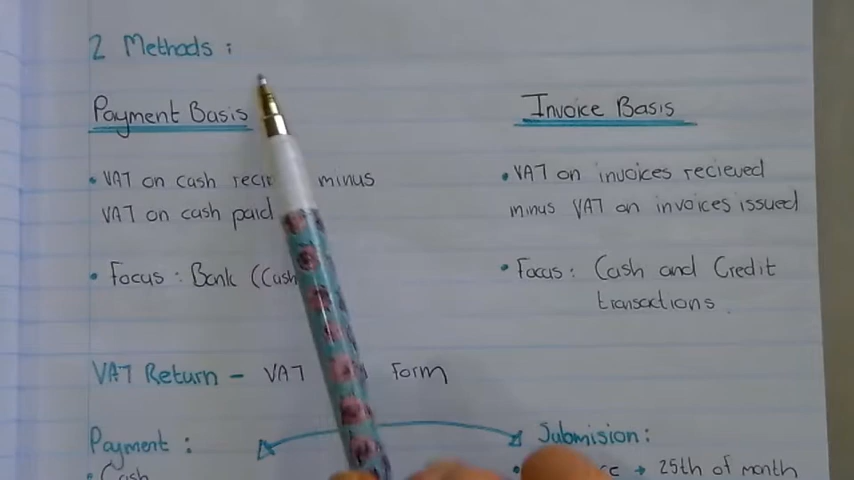 2 Methods :
Payment Basis
• VAT on cash minus
VAT on cash paid
• Focus : Bank (Cash
Invoice Basis
• VAT on invoices recieved
minus VAT on invoices issued
• Focus : Cash and Credit
transactions.
VAT Return - VAT Form
Payment :
• Cash
Submision :
→ 25th of month